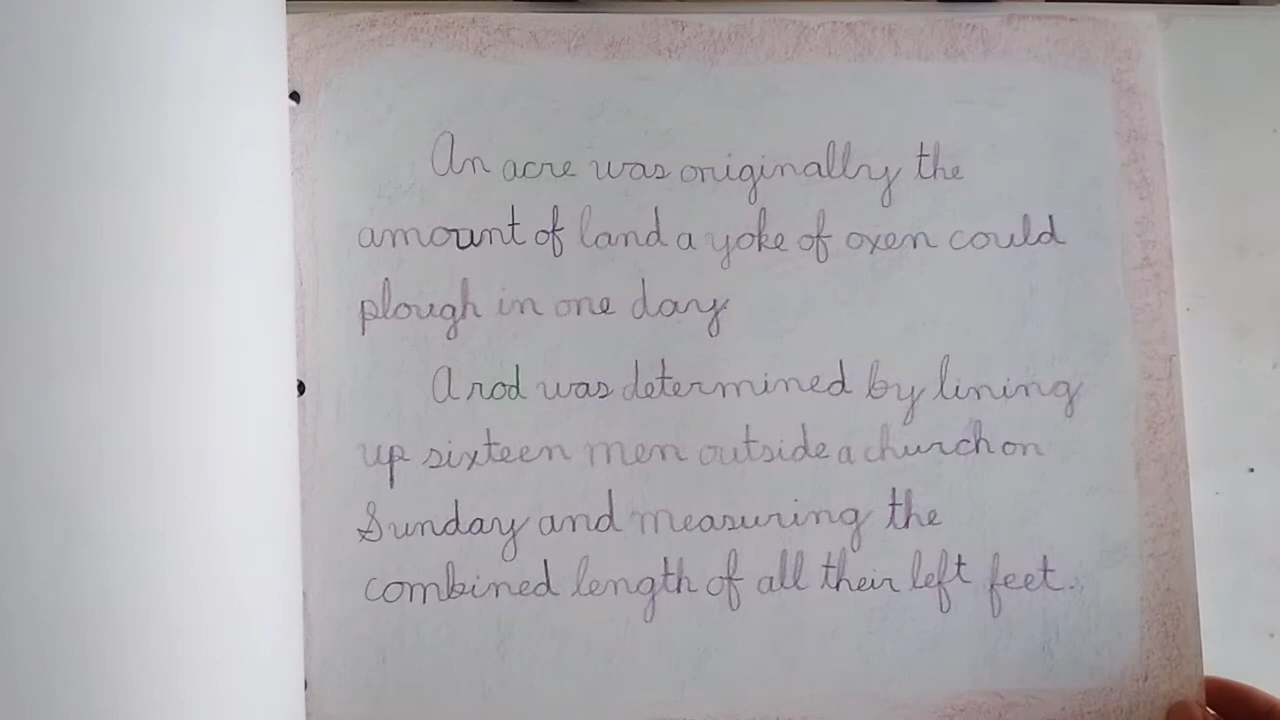 An acre was originally the
amount of land a yoke of oxen could
plough in one day.
A rod was determined by lining
up sixteen men outside a church on
Sunday and measuring the
combined length of all their left feet.